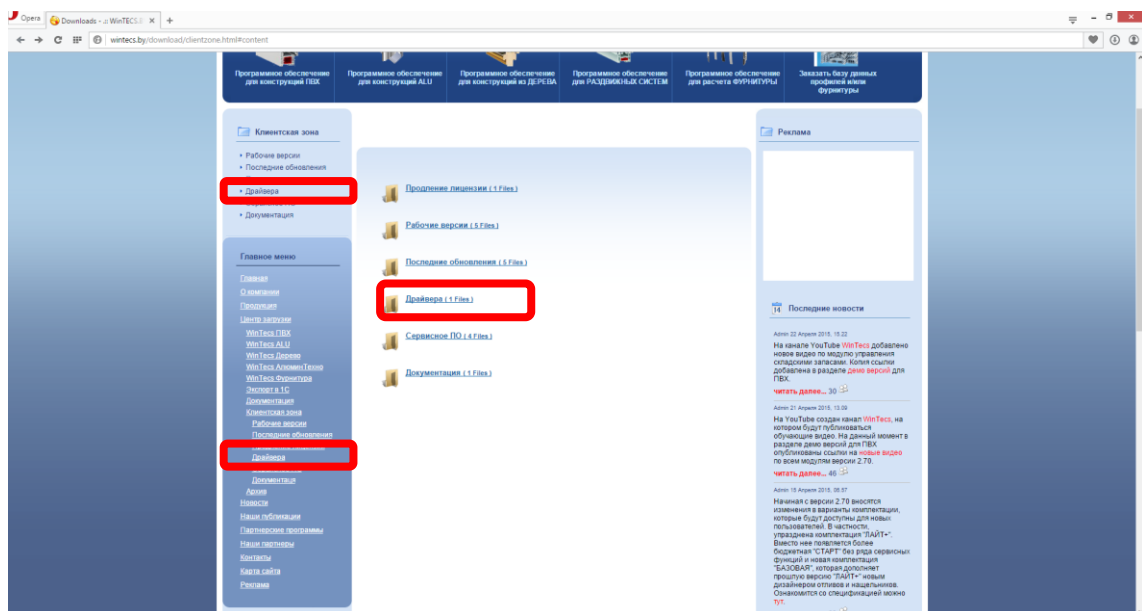 Opera
Downloads - .:: WinTECS.:
wintecs.by/download/clientzone.html#content
Программное обеспечение
для конструкций ПВХ
Программное обеспечение
для конструкций ALU
Программное обеспечение
для конструкций из ДЕРЕВА
Программное обеспечение
для РАЗДВИЖНЫХ СИСТЕМ
Программное обеспечение
для расчета ФУРНИТУРЫ
Заказать базу данных
профилей и/или
фурнитуры
Клиентская зона
Рабочие версии
Последние обновления
Драйвера
Документация
Главное меню
Главная
О компании
Продукция
Центр загрузки
WinTecs ПВХ
WinTecs ALU
WinTecs Дерево
WinTecs АлюминТехно
WinTecs Фурнитура
Экспорт в 1С
Документация
Клиентская зона
Рабочие версии
Последние обновления
Драйвера
Документация
Архив
Новости
Наши публикации
Партнерские программы
Наши партнеры
Контакты
Карта сайта
Реклама
Продление лицензии ( 1 Files )
Рабочие версии ( 5 Files )
Последние обновления ( 5 Files )
Драйвера ( 1 Files )
Сервисное ПО ( 4 Files )
Документация ( 1 Files )
Реклама
14 Последние новости
Admin 22 Апреля 2015, 15:22
На канале YouTube WinTecs добавлено
новое видео по модулю управления
складскими запасами. Копия ссылки
добавлена в разделе демо версий для
ПВХ.
читать далее... 30
Admin 21 Апреля 2015, 13:09
На YouTube создан канал WinTecs, на
котором будут публиковаться
обучающие видео. На данный момент в
разделе демо версий для ПВХ
опубликованы ссылки на новые видео
по всем модулям версии 2.70.
читать далее... 46
Admin 15 Апреля 2015, 06:57
Начиная с версии 2.70 вносятся
изменения в варианты комплектации,
которые будут доступны для новых
пользователей. В частности,
упразднена комплектация "ЛАЙТ+".
Вместо нее появляется более
бюджетная "СТАРТ" без ряда сервисных
функций и новая комплектация
"БАЗОВАЯ", которая дополняет
прошлую версию "ЛАЙТ+" новым
дизайнером отливов и нащельников.
Ознакомится со спецификацией можно
тут.